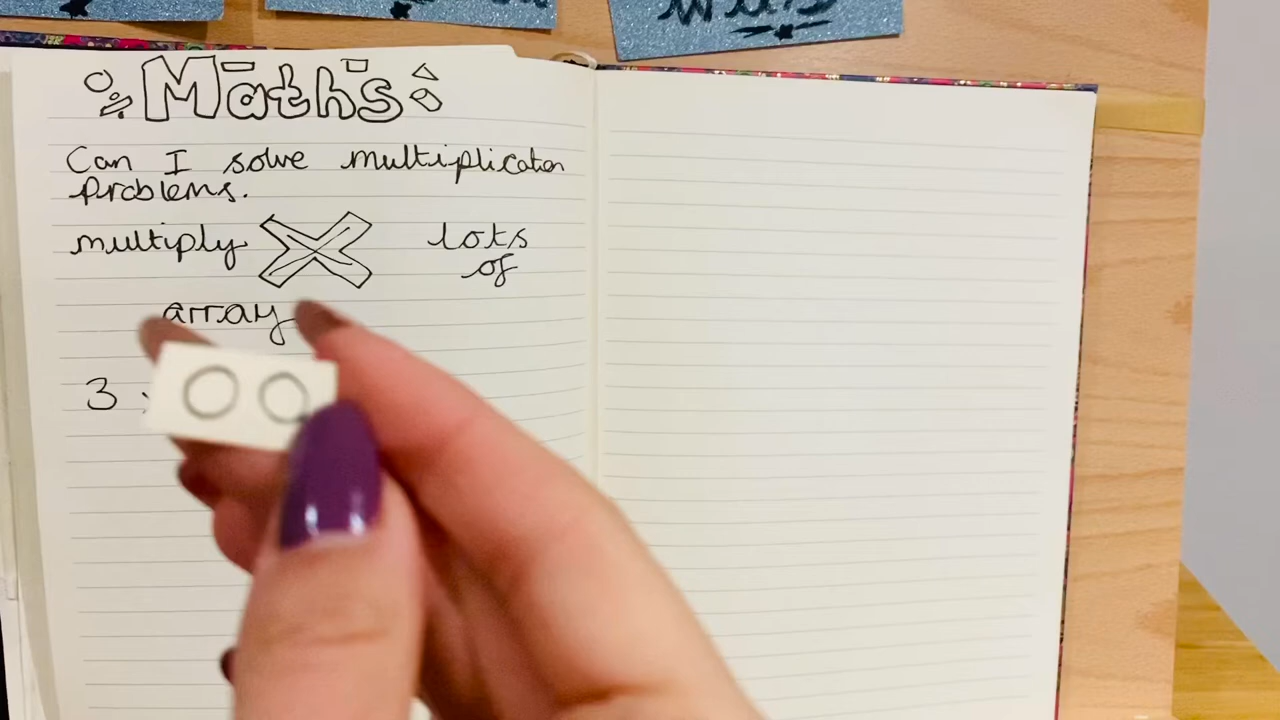 Maths
Can I solve multiplication
problems.
multiply X lots
of
array
3